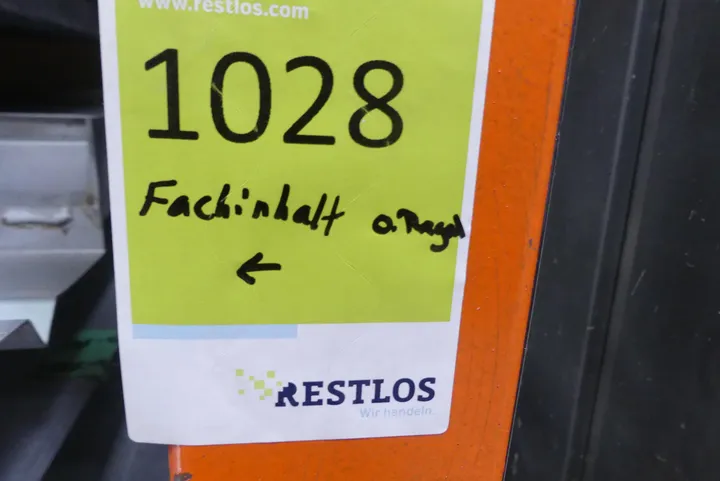 www.restlos.com
1028
Fachinhalt o. Regal
←
RESTLOS
Wir handeln.